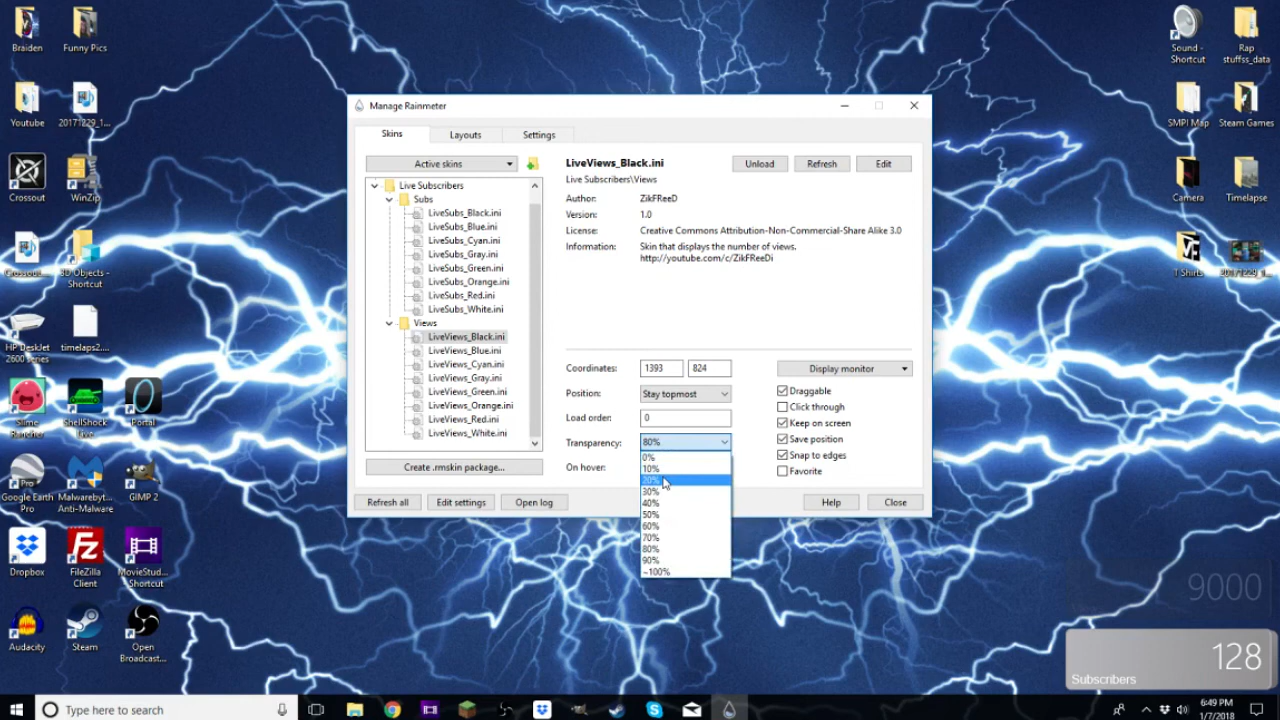 Braiden
Funny Pics
Youtube
20171229_1...
Crossout
WinZip
3D Objects -
Shortcut
HP Deskjet
2600 series
timelaps2...
Slime
Rancher
ShellShock
Live
Portal
Google Earth
Pro
Malwarebyt...
Anti-Malware
GIMP 2
Dropbox
FileZilla
Client
MovieStud...
Shortcut
Audacity
Steam
Open
Broadcast...
Sound -
Shortcut
Rap
stuffss_data
SMPI Map
Steam Games
Camera
Timelapse
T Shirts
20171229_1...
Manage Rainmeter
Skins
Layouts
Settings
Active skins
Live Subscribers
Subs
LiveSubs_Black.ini
LiveSubs_Blue.ini
LiveSubs_Cyan.ini
LiveSubs_Gray.ini
LiveSubs_Green.ini
LiveSubs_Orange.ini
LiveSubs_Red.ini
LiveSubs_White.ini
Views
LiveViews_Black.ini
LiveViews_Blue.ini
LiveViews_Cyan.ini
LiveViews_Gray.ini
LiveViews_Green.ini
LiveViews_Orange.ini
LiveViews_Red.ini
LiveViews_White.ini
Create .rmskin package...
LiveViews_Black.ini
Live Subscribers\Views
Unload
Refresh
Edit
Author: ZikFReeD
Version: 1.0
License: Creative Commons Attribution-Non-Commercial-Share Alike 3.0
Information: Skin that displays the number of views.
http://youtube.com/c/ZikFReeDi
Coordinates: 1393 824
Position: Stay topmost
Load order: 0
Transparency: 80%
0%
10%
20%
30%
40%
50%
60%
70%
80%
90%
~100%
On hover:
Display monitor
Draggable
Click through
Keep on screen
Save position
Snap to edges
Favorite
Refresh all
Edit settings
Open log
Help
Close
9000
128
Subscribers
Type here to search
6:49 PM
1/7/2018